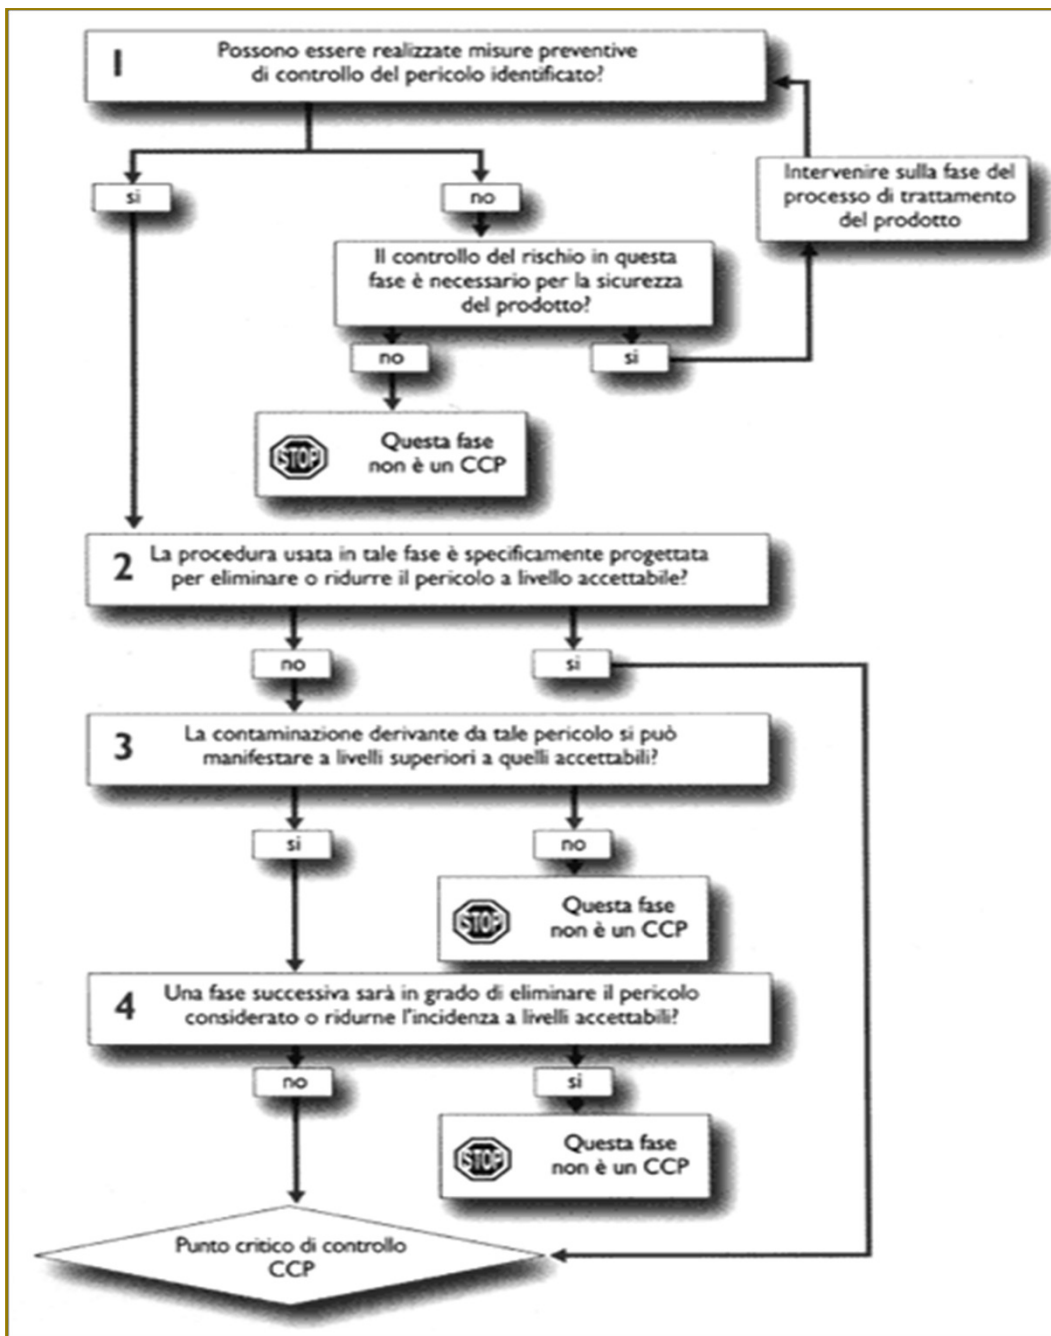 1
Possono essere realizzate misure preventive
di controllo del pericolo identificato?
si
no
Intervenire sulla fase del
processo di trattamento
del prodotto
Il controllo del rischio in questa
fase è necessario per la sicurezza
del prodotto?
no
si
STOP
Questa fase
non è un CCP
2
La procedura usata in tale fase è specificamente progettata
per eliminare o ridurre il pericolo a livello accettabile?
no
si
3
La contaminazione derivante da tale pericolo si può
manifestare a livelli superiori a quelli accettabili?
si
no
STOP
Questa fase
non è un CCP
4
Una fase successiva sarà in grado di eliminare il pericolo
considerato o ridurne l'incidenza a livelli accettabili?
no
si
STOP
Questa fase
non è un CCP
Punto critico di controllo
CCP